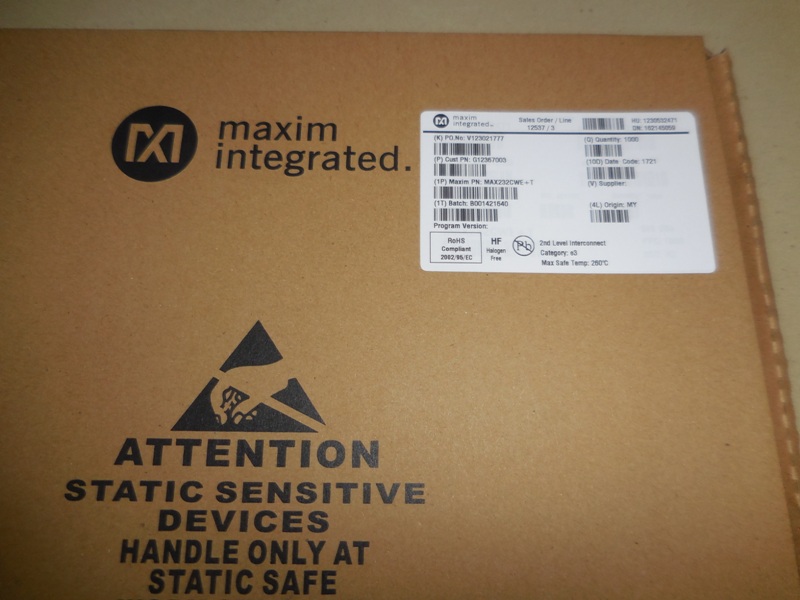 maxim
integrated.
maxim
integrated.
Sales Order / Line
12537 / 3
(K) PO.No: V123021777
(Q) Quantity: 1000
(P) Cust PN: G12367003
(10D) Date Code: 1721
(1P) Maxim PN: MAX232CWE+T
(V) Supplier:
(1T) Batch: B001421640
(4L) Origin: MY
Program Version:
RoHS
Compliant
2002/95/EC
HF
Halogen
Free
Pb
2nd Level Interconnect
Category: e3
Max Safe Temp: 260°C
ATTENTION
STATIC SENSITIVE
DEVICES
HANDLE ONLY AT
STATIC SAFE